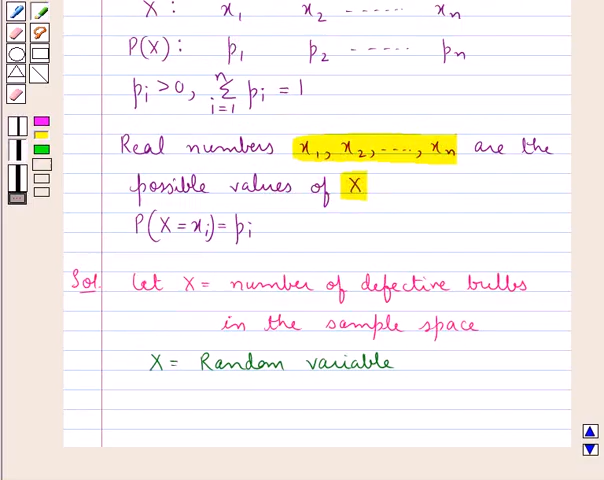 X : x₁ x₂ ------ xₙ
P(X) : p₁ p₂ ------ pₙ
pᵢ > 0, ⁿΣᵢ₌₁ pᵢ = 1
Real numbers x₁, x₂, ----, xₙ are the
possible values of X
P(X = xᵢ) = pᵢ
Sol. Let X = number of defective bulbs
in the sample space
X = Random variable